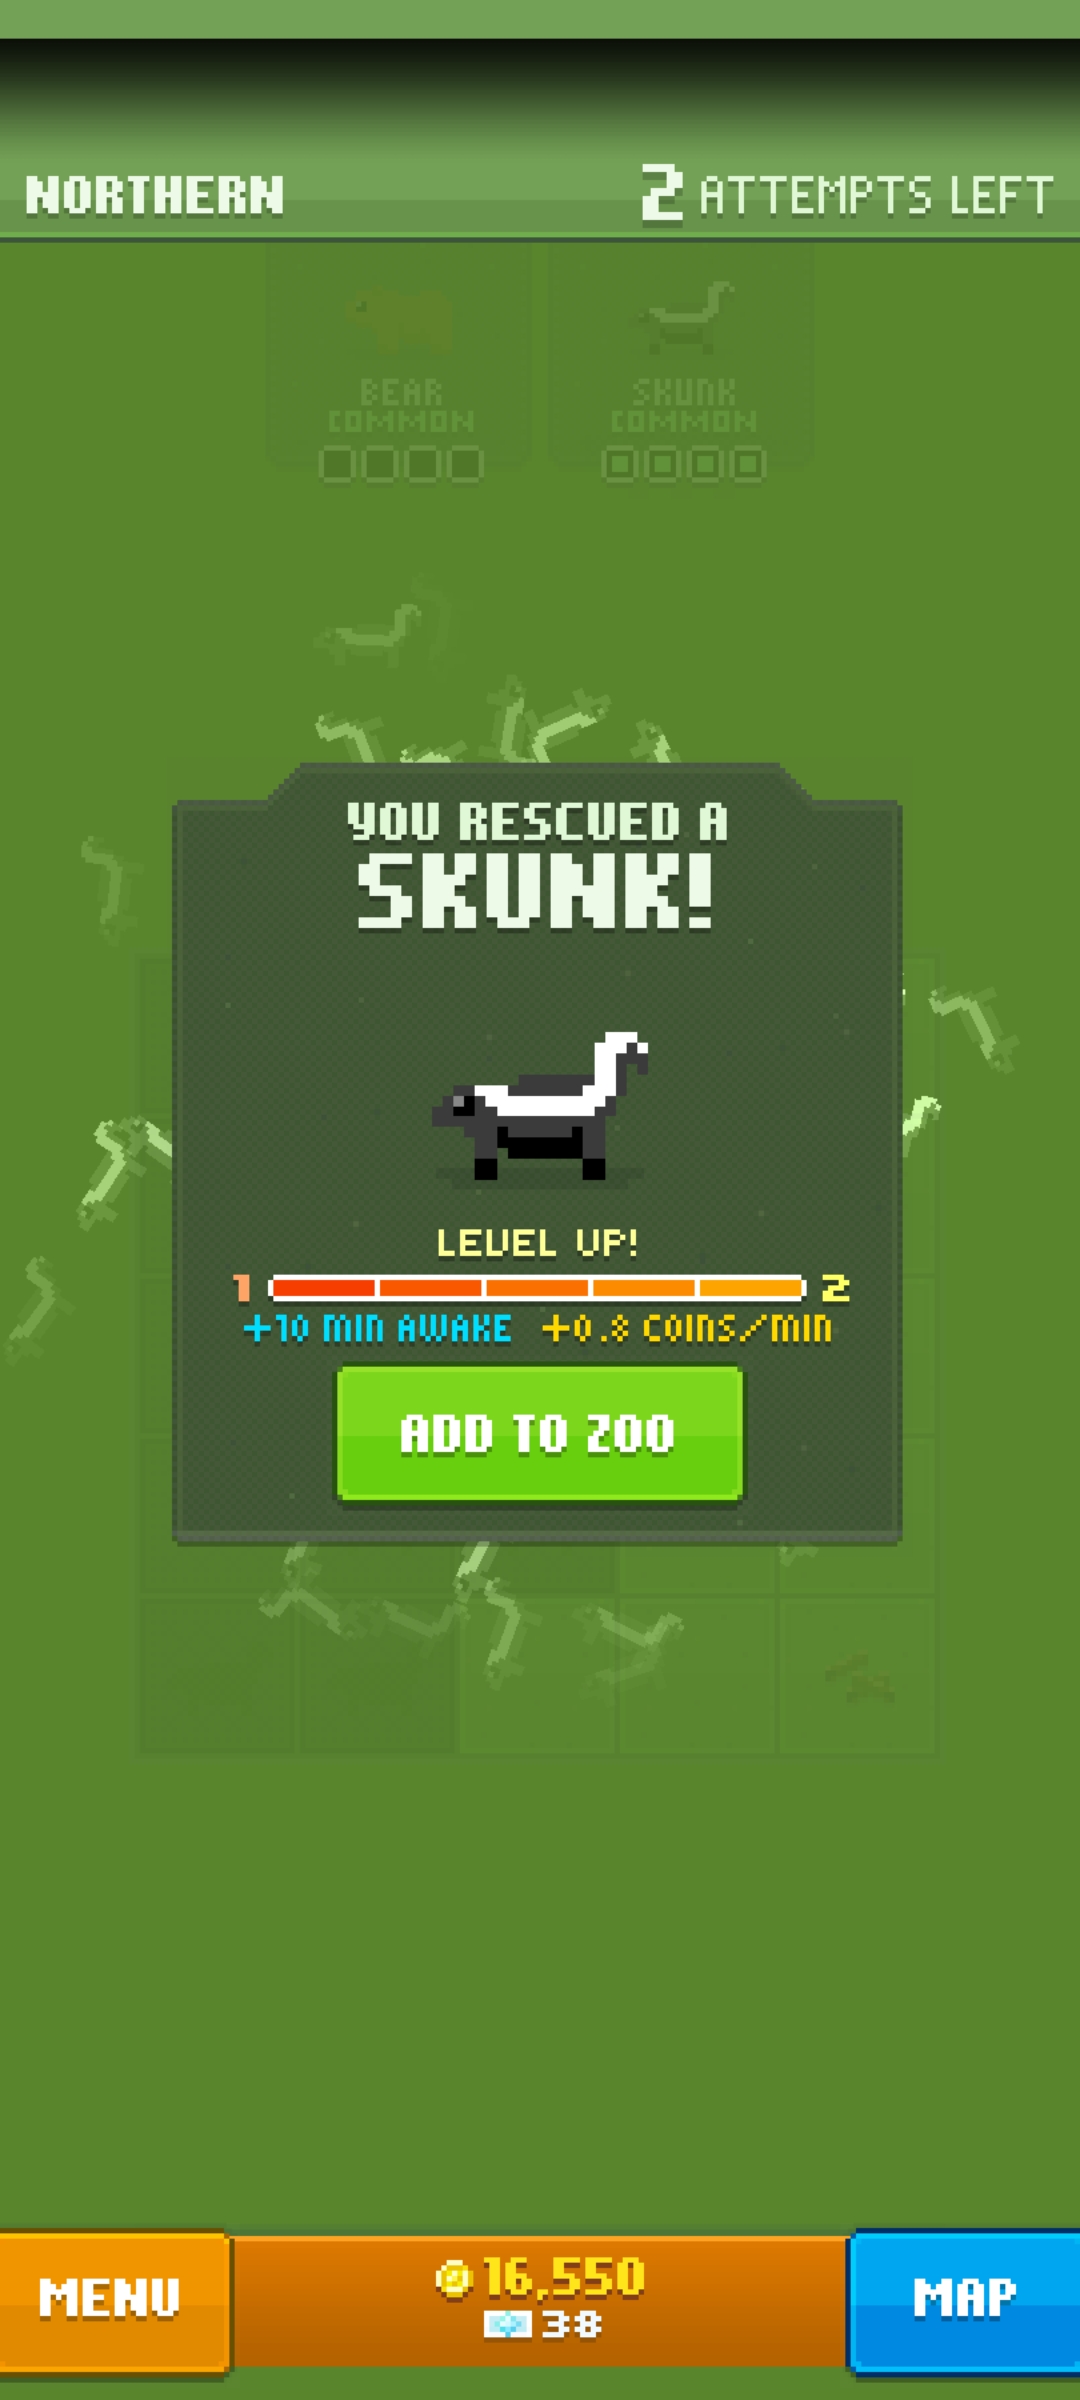 NORTHERN
2 ATTEMPTS LEFT
BEAR
COMMON
SKUNK
COMMON
YOU RESCUED A
SKUNK!
LEVEL UP!
1 2
+10 MIN AWAKE +0.8 COINS/MIN
ADD TO ZOO
MENU
16,550
38
MAP